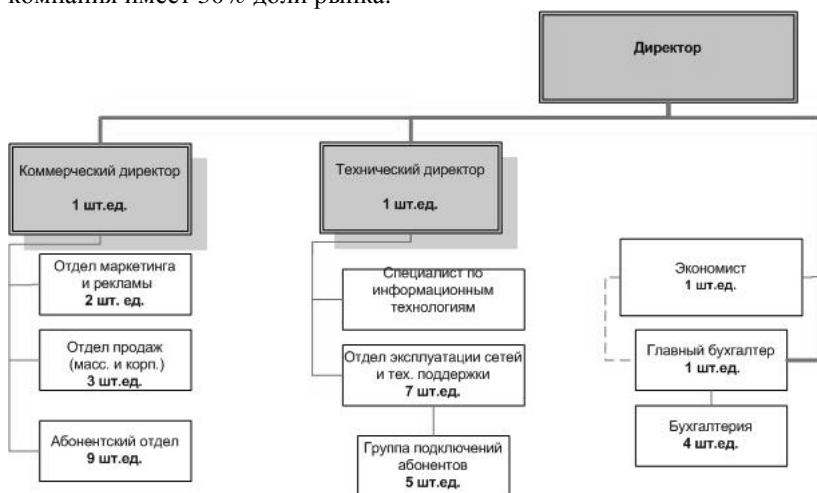 компания имеет 30% доли рынка.
Директор
Коммерческий директор
1 шт.ед.
Отдел маркетинга
и рекламы
2 шт. ед.
Отдел продаж
(масс. и корп.)
3 шт.ед.
Абонентский отдел
9 шт.ед.
Технический директор
1 шт.ед.
Специалист по
информационным
технологиям
Отдел эксплуатации сетей
и тех. поддержки
7 шт.ед.
Группа подключений
абонентов
5 шт.ед.
Экономист
1 шт.ед.
Главный бухгалтер
1 шт.ед.
Бухгалтерия
4 шт.ед.